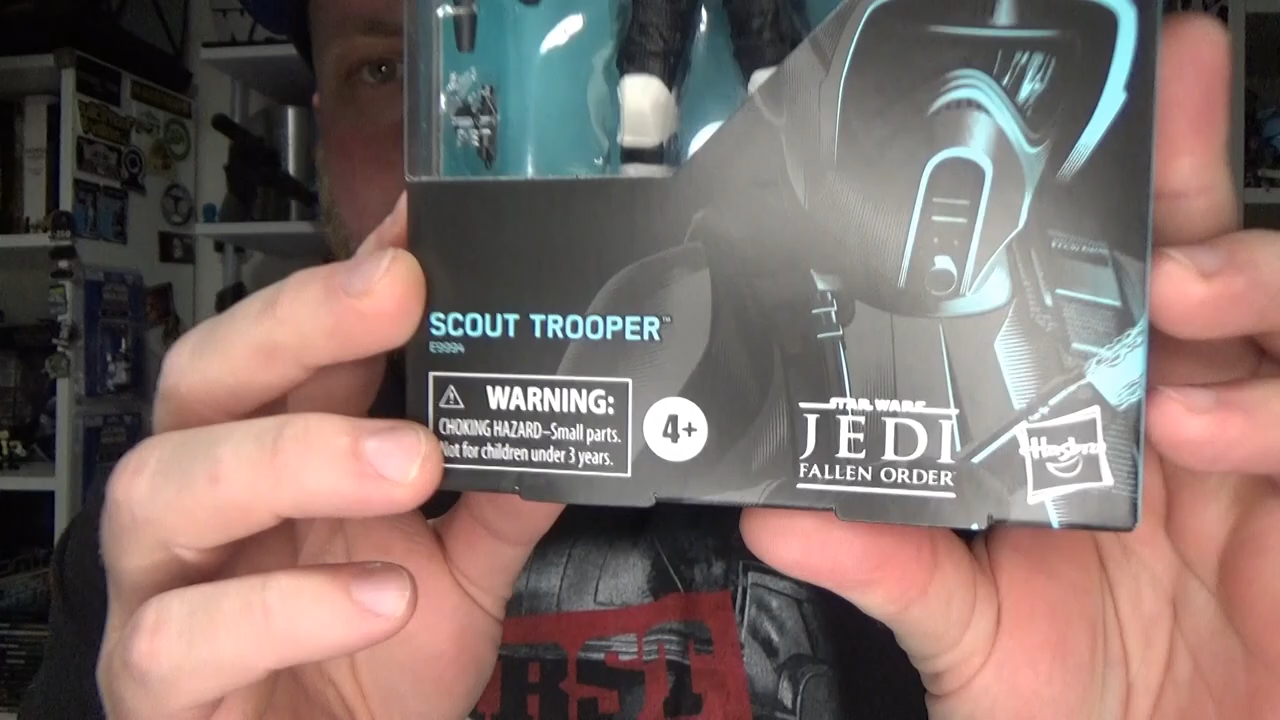 SCOUT TROOPER™
E9994
WARNING:
CHOKING HAZARD–Small parts.
Not for children under 3 years.
4+
STAR WARS
JEDI
FALLEN ORDER™
Hasbro